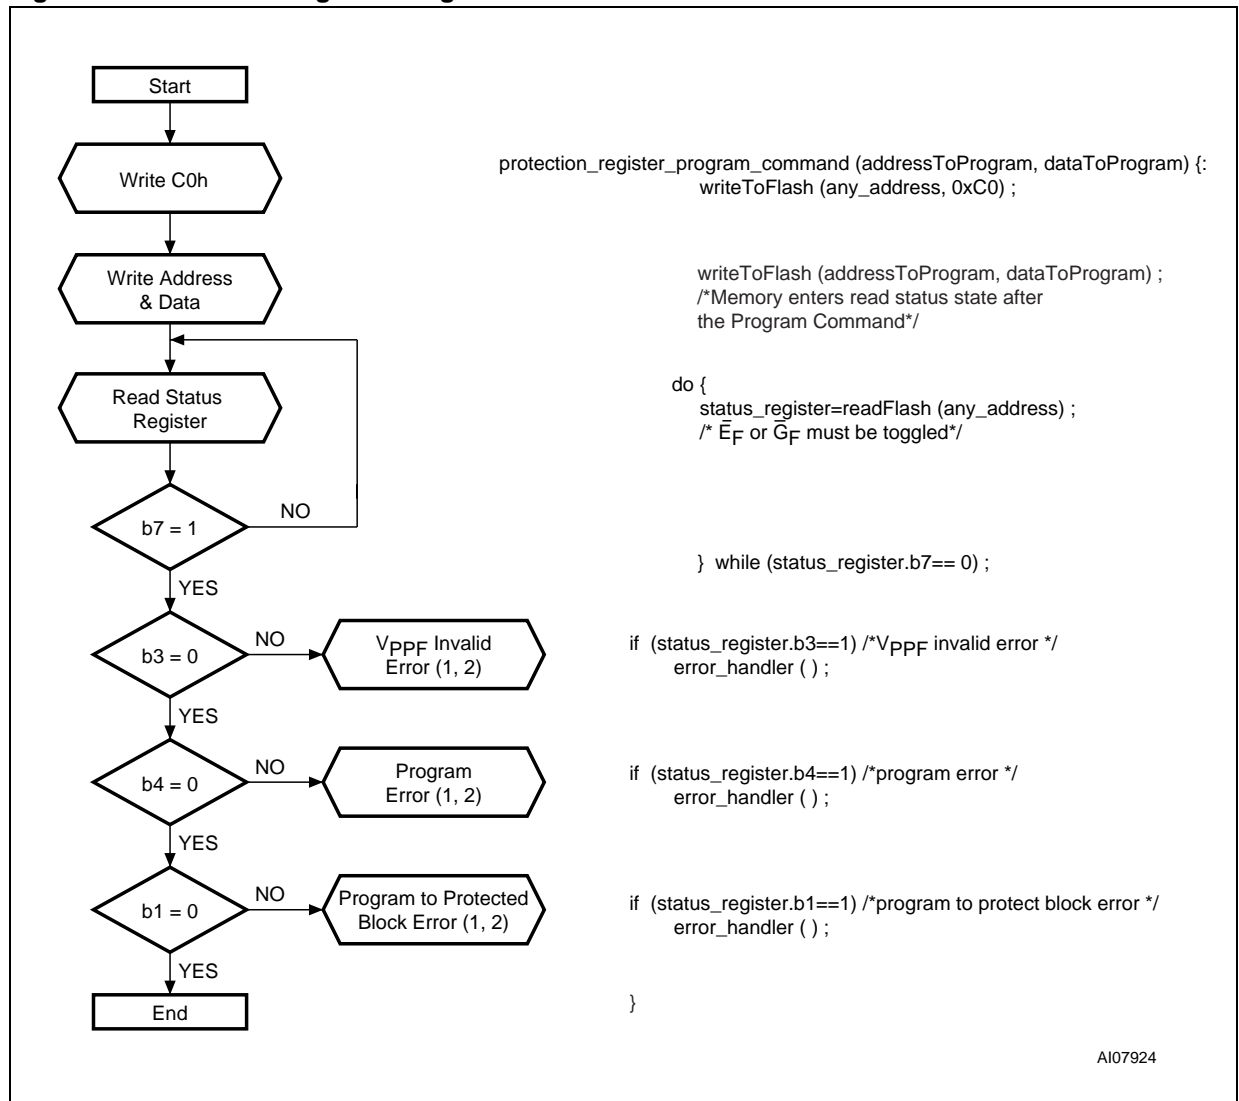 Start
Write C0h
protection_register_program_command (addressToProgram, dataToProgram) {:
writeToFlash (any_address, 0xC0) ;
Write Address
& Data
writeToFlash (addressToProgram, dataToProgram) ;
/*Memory enters read status state after
the Program Command*/
Read Status
Register
do {
status_register=readFlash (any_address) ;
/* E̅F or G̅F must be toggled*/
b7 = 1
NO
YES
} while (status_register.b7== 0) ;
b3 = 0
NO
YES
VPPF Invalid
Error (1, 2)
if (status_register.b3==1) /*VPPF invalid error */
error_handler ( ) ;
b4 = 0
NO
YES
Program
Error (1, 2)
if (status_register.b4==1) /*program error */
error_handler ( ) ;
b1 = 0
NO
YES
Program to Protected
Block Error (1, 2)
if (status_register.b1==1) /*program to protect block error */
error_handler ( ) ;
End
}
AI07924